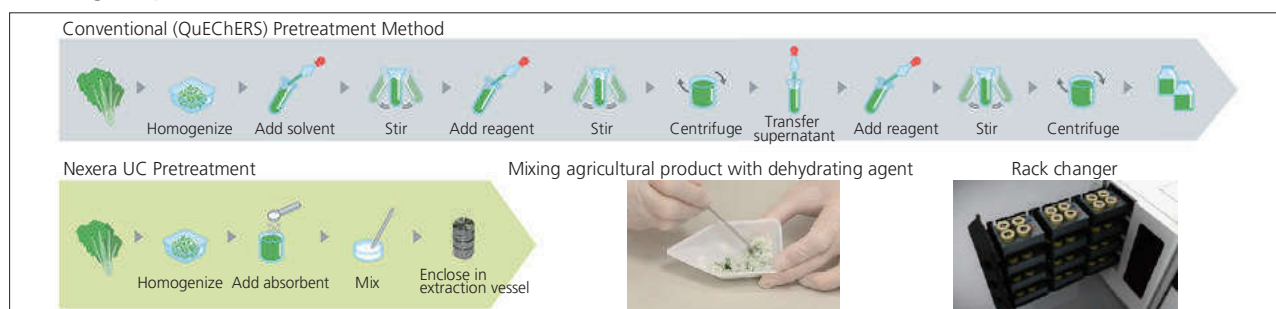 Conventional (QuEChERS) Pretreatment Method
Homogenize
Add solvent
Stir
Add reagent
Stir
Centrifuge
Transfer
supernatant
Add reagent
Stir
Centrifuge
Nexera UC Pretreatment
Homogenize
Add absorbent
Mix
Enclose in
extraction vessel
Mixing agricultural product with dehydrating agent
Rack changer